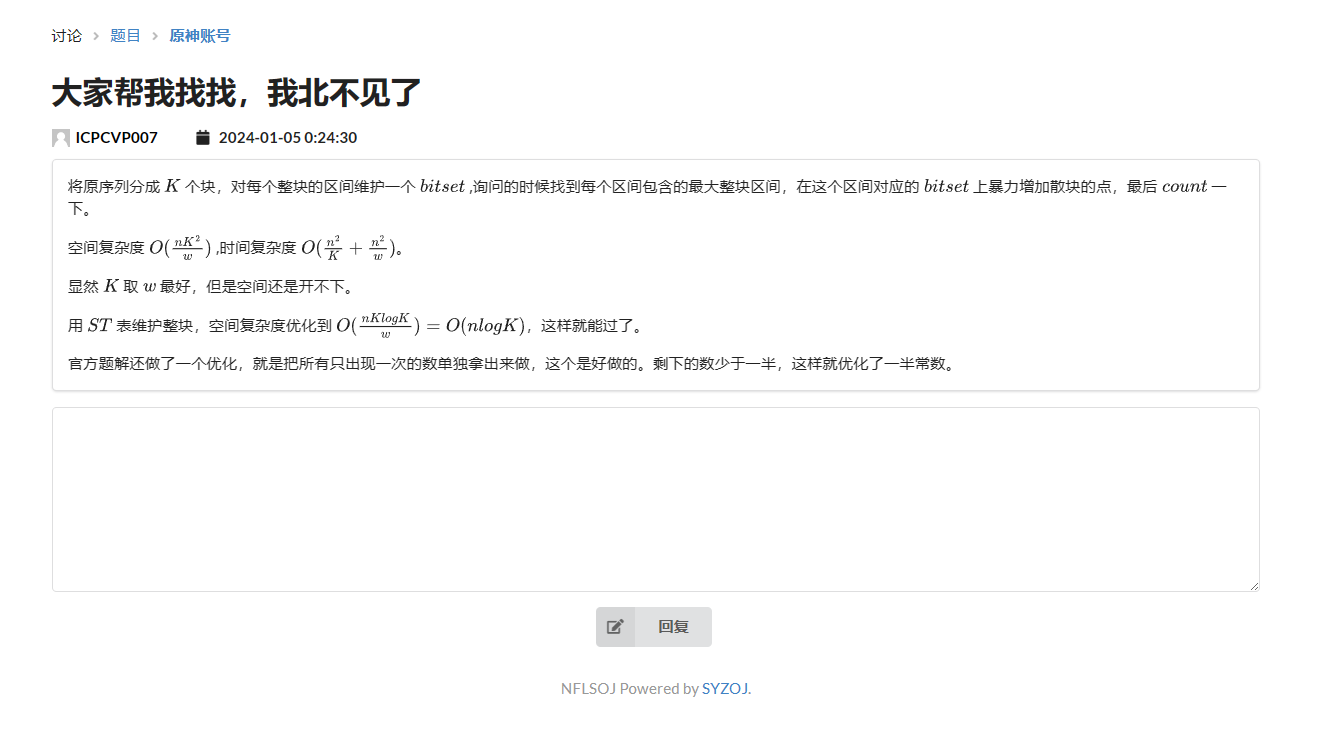 讨论 > 题目 > 原神账号
大家帮我找找，我北不见了
ICPCVP007 2024-01-05 0:24:30
将原序列分成 K 个块，对每个整块的区间维护一个 bitset ,询问的时候找到每个区间包含的最大整块区间，在这个区间对应的 bitset 上暴力增加散块的点，最后 count 一
下。
空间复杂度 O(\frac{nK^2}{w}) ,时间复杂度 O(\frac{n^2}{K} + \frac{n^2}{w})。
显然 K 取 w 最好，但是空间还是开不下。
用 ST 表维护整块，空间复杂度优化到 O(\frac{nKlogK}{w}) = O(nlogK)，这样就能过了。
官方题解还做了一个优化，就是把所有只出现一次的数单独拿出来做，这个是好做的。剩下的数少于一半，这样就优化了一半常数。
回复
NFLSOJ Powered by SYZOJ.